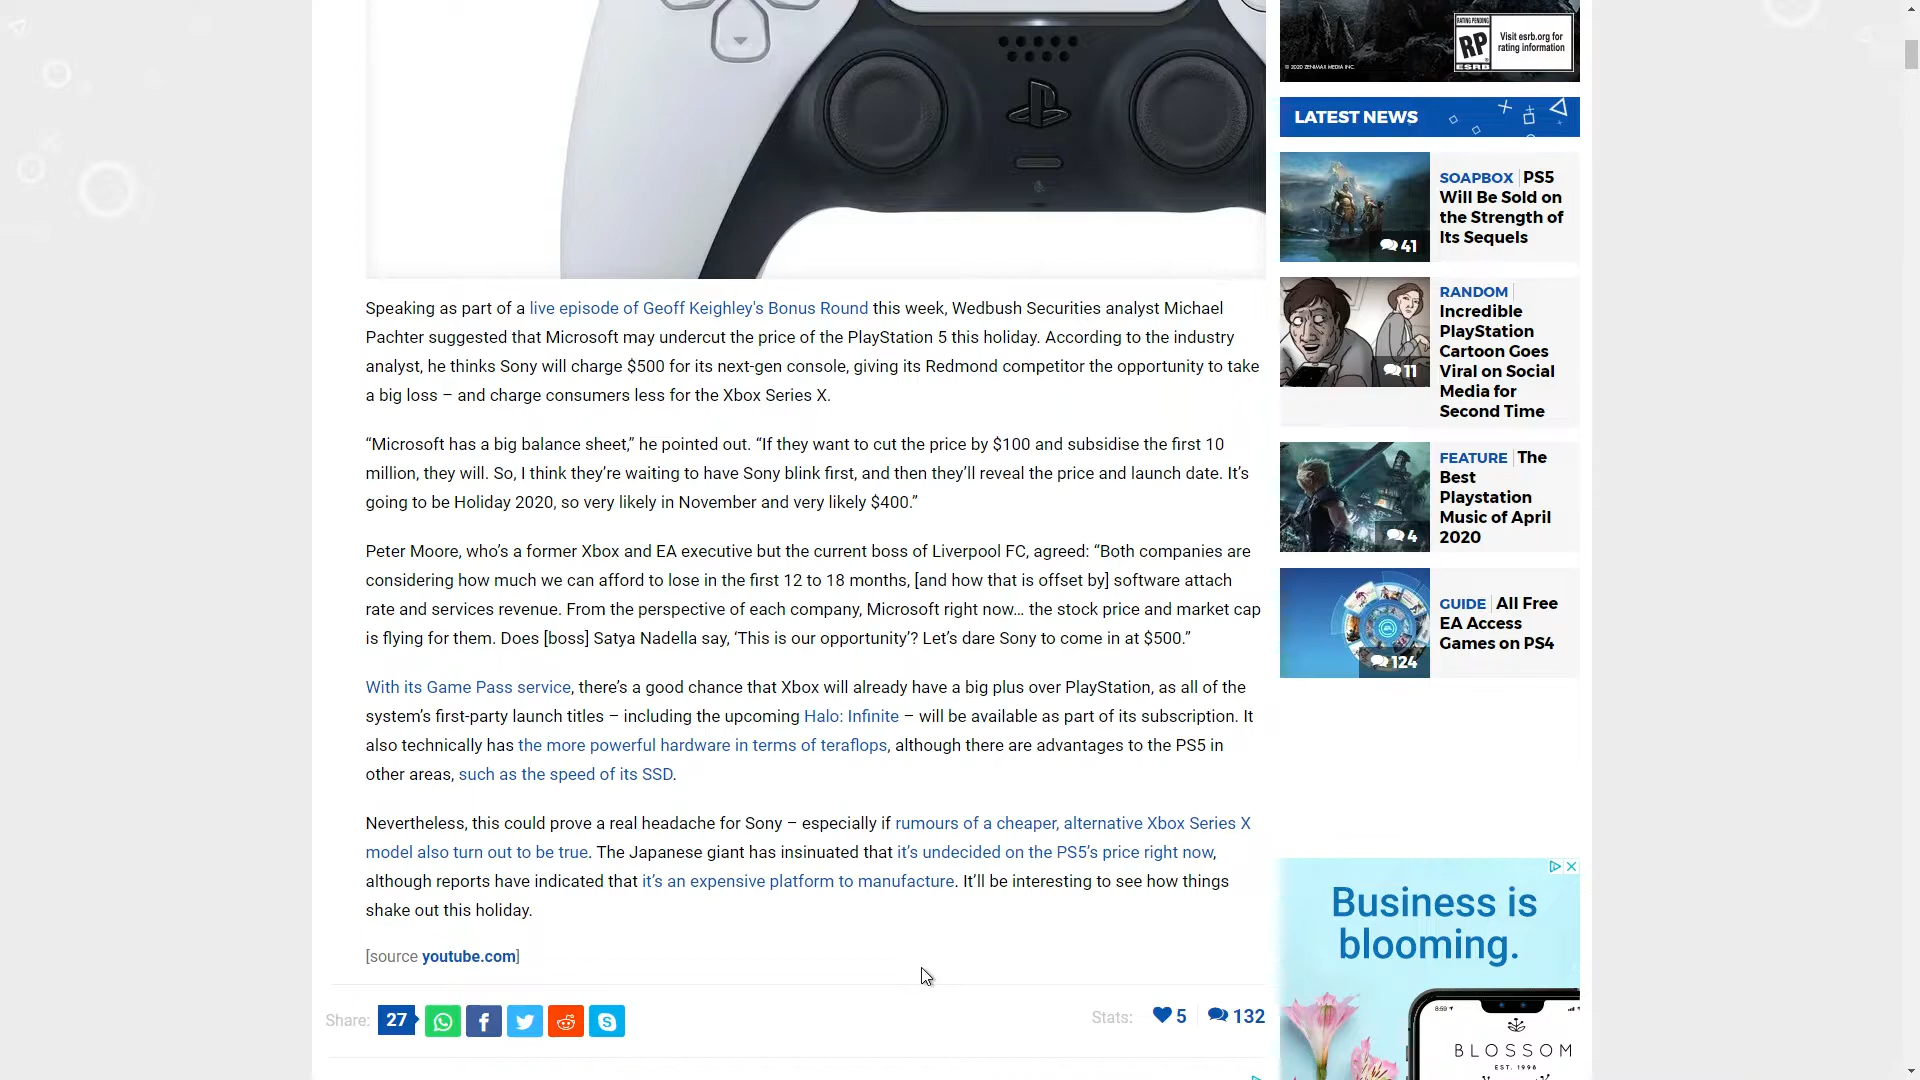 RATING PENDING
RP
ESRB
Visit esrb.org for
rating information
© 2020 ZENIMAX MEDIA INC.
LATEST NEWS
SOAPBOX PS5
Will Be Sold on
the Strength of
Its Sequels
41
RANDOM
Incredible
PlayStation
Cartoon Goes
Viral on Social
Media for
Second Time
11
FEATURE The
Best
Playstation
Music of April
2020
4
GUIDE All Free
EA Access
Games on PS4
124
Speaking as part of a live episode of Geoff Keighley's Bonus Round this week, Wedbush Securities analyst Michael
Pachter suggested that Microsoft may undercut the price of the PlayStation 5 this holiday. According to the industry
analyst, he thinks Sony will charge $500 for its next-gen console, giving its Redmond competitor the opportunity to take
a big loss – and charge consumers less for the Xbox Series X.
“Microsoft has a big balance sheet,” he pointed out. “If they want to cut the price by $100 and subsidise the first 10
million, they will. So, I think they’re waiting to have Sony blink first, and then they’ll reveal the price and launch date. It’s
going to be Holiday 2020, so very likely in November and very likely $400.”
Peter Moore, who’s a former Xbox and EA executive but the current boss of Liverpool FC, agreed: “Both companies are
considering how much we can afford to lose in the first 12 to 18 months, [and how that is offset by] software attach
rate and services revenue. From the perspective of each company, Microsoft right now… the stock price and market cap
is flying for them. Does [boss] Satya Nadella say, ‘This is our opportunity’? Let’s dare Sony to come in at $500.”
With its Game Pass service, there’s a good chance that Xbox will already have a big plus over PlayStation, as all of the
system’s first-party launch titles – including the upcoming Halo: Infinite – will be available as part of its subscription. It
also technically has the more powerful hardware in terms of teraflops, although there are advantages to the PS5 in
other areas, such as the speed of its SSD.
Nevertheless, this could prove a real headache for Sony – especially if rumours of a cheaper, alternative Xbox Series X
model also turn out to be true. The Japanese giant has insinuated that it’s undecided on the PS5’s price right now,
although reports have indicated that it’s an expensive platform to manufacture. It’ll be interesting to see how things
shake out this holiday.
[source youtube.com]
Share: 27
Stats: 5 132
Business is
blooming.
8:59
BLOSSOM
EST. 1996